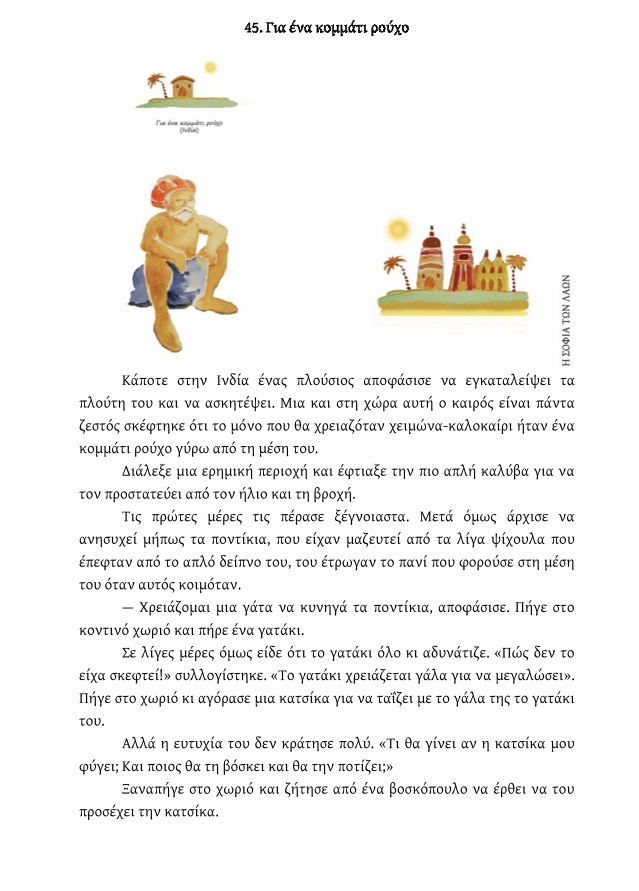 45. Για ένα κομμάτι ρούχο
Για ένα κομμάτι ρούχο
(Ινδία)
Η ΣΟΦΙΑ ΤΩΝ ΛΑΩΝ
Κάποτε στην Ινδία ένας πλούσιος αποφάσισε να εγκαταλείψει τα
πλούτη του και να ασκητέψει. Μια και στη χώρα αυτή ο καιρός είναι πάντα
ζεστός σκέφτηκε ότι το μόνο που θα χρειαζόταν χειμώνα-καλοκαίρι ήταν ένα
κομμάτι ρούχο γύρω από τη μέση του.
Διάλεξε μια ερημική περιοχή και έφτιαξε την πιο απλή καλύβα για να
τον προστατεύει από τον ήλιο και τη βροχή.
Τις πρώτες μέρες τις πέρασε ξέγνοιαστα. Μετά όμως άρχισε να
ανησυχεί μήπως τα ποντίκια, που είχαν μαζευτεί από τα λίγα ψίχουλα που
έπεφταν από το απλό δείπνο του, του έτρωγαν το πανί που φορούσε στη μέση
του όταν αυτός κοιμόταν.
— Χρειάζομαι μια γάτα να κυνηγά τα ποντίκια, αποφάσισε. Πήγε στο
κοντινό χωριό και πήρε ένα γατάκι.
Σε λίγες μέρες όμως είδε ότι το γατάκι όλο κι αδυνάτιζε. «Πώς δεν το
είχα σκεφτεί!» συλλογίστηκε. «Το γατάκι χρειάζεται γάλα για να μεγαλώσει».
Πήγε στο χωριό κι αγόρασε μια κατσίκα για να ταΐζει με το γάλα της το γατάκι
του.
Αλλά η ευτυχία του δεν κράτησε πολύ. «Τι θα γίνει αν η κατσίκα μου
φύγει; Και ποιος θα τη βόσκει και θα την ποτίζει;»
Ξαναπήγε στο χωριό και ζήτησε από ένα βοσκόπουλο να έρθει να του
προσέχει την κατσίκα.